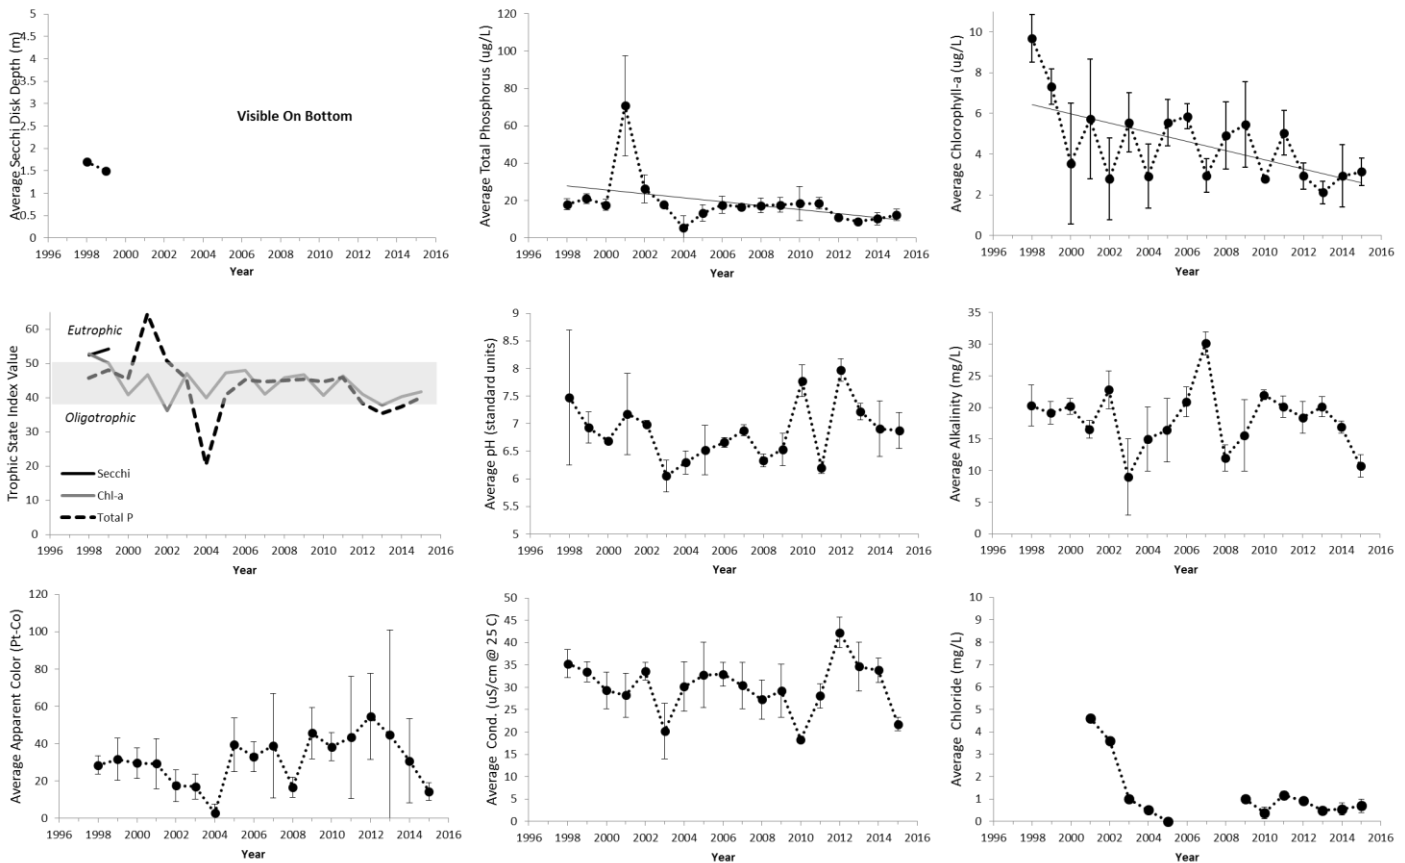 Average Secchi Disk Depth (m)
5
4.5
4
3.5
3
2.5
2
1.5
1
0.5
0
Visible On Bottom
1996 1998 2000 2002 2004 2006 2008 2010 2012 2014 2016
Year
Average Total Phosphorus (ug/L)
120
100
80
60
40
20
0
1996 1998 2000 2002 2004 2006 2008 2010 2012 2014 2016
Year
Average Chlorophyll-a (ug/L)
10
8
6
4
2
0
1996 1998 2000 2002 2004 2006 2008 2010 2012 2014 2016
Year
Trophic State Index Value
60
50
40
30
20
10
0
Eutrophic
Oligotrophic
Secchi
Chl-a
Total P
1996 1998 2000 2002 2004 2006 2008 2010 2012 2014 2016
Year
Average pH (standard units)
9
8.5
8
7.5
7
6.5
6
5.5
5
1996 1998 2000 2002 2004 2006 2008 2010 2012 2014 2016
Year
Average Alkalinity (mg/L)
35
30
25
20
15
10
5
0
1996 1998 2000 2002 2004 2006 2008 2010 2012 2014 2016
Year
Average Apparent Color (Pt-Co)
120
100
80
60
40
20
0
1996 1998 2000 2002 2004 2006 2008 2010 2012 2014 2016
Year
Average Cond. (uS/cm @ 25 C)
50
45
40
35
30
25
20
15
10
5
0
1996 1998 2000 2002 2004 2006 2008 2010 2012 2014 2016
Year
Average Chloride (mg/L)
10
9
8
7
6
5
4
3
2
1
0
1996 1998 2000 2002 2004 2006 2008 2010 2012 2014 2016
Year